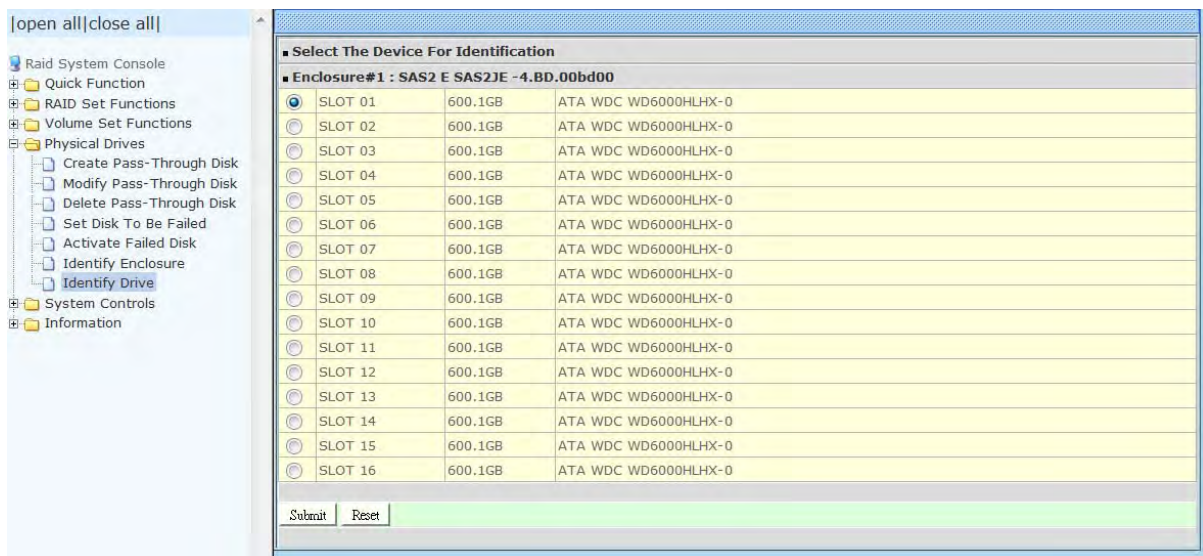 |open all|close all|
Raid System Console
Quick Function
RAID Set Functions
Volume Set Functions
Physical Drives
Create Pass-Through Disk
Modify Pass-Through Disk
Delete Pass-Through Disk
Set Disk To Be Failed
Activate Failed Disk
Identify Enclosure
Identify Drive
System Controls
Information
Select The Device For Identification
Enclosure#1 : SAS2 E SAS2JE -4.BD.00bd00
SLOT 01 600.1GB ATA WDC WD6000HLHX-0
SLOT 02 600.1GB ATA WDC WD6000HLHX-0
SLOT 03 600.1GB ATA WDC WD6000HLHX-0
SLOT 04 600.1GB ATA WDC WD6000HLHX-0
SLOT 05 600.1GB ATA WDC WD6000HLHX-0
SLOT 06 600.1GB ATA WDC WD6000HLHX-0
SLOT 07 600.1GB ATA WDC WD6000HLHX-0
SLOT 08 600.1GB ATA WDC WD6000HLHX-0
SLOT 09 600.1GB ATA WDC WD6000HLHX-0
SLOT 10 600.1GB ATA WDC WD6000HLHX-0
SLOT 11 600.1GB ATA WDC WD6000HLHX-0
SLOT 12 600.1GB ATA WDC WD6000HLHX-0
SLOT 13 600.1GB ATA WDC WD6000HLHX-0
SLOT 14 600.1GB ATA WDC WD6000HLHX-0
SLOT 15 600.1GB ATA WDC WD6000HLHX-0
SLOT 16 600.1GB ATA WDC WD6000HLHX-0
Submit Reset